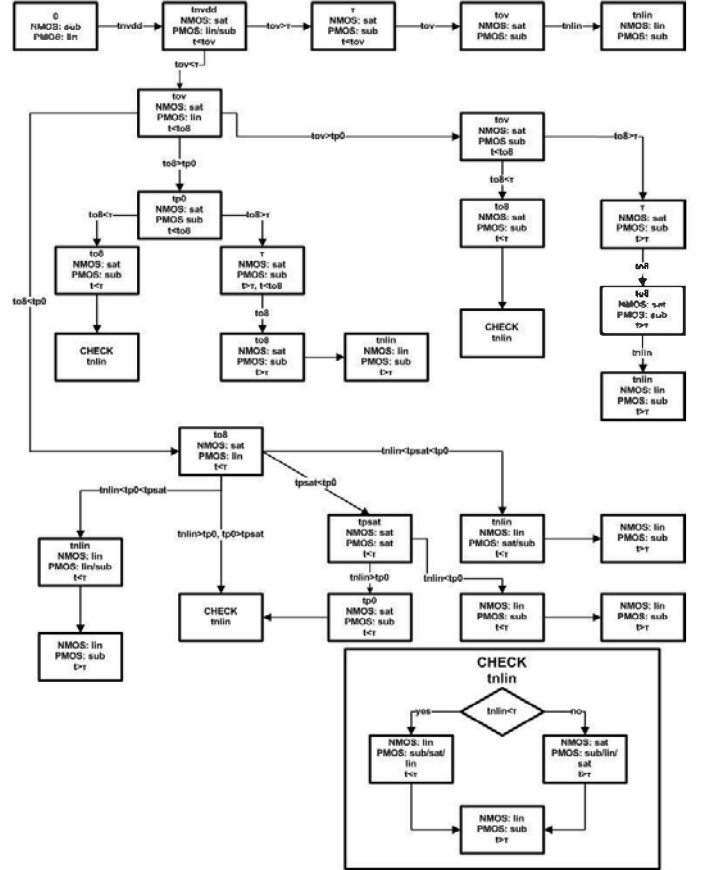 0
NMOS: sub
PMOS: lin
tnvdd
tnvdd
NMOS: sat
PMOS: lin/sub
t<tov
tov>τ
τ
NMOS: sat
PMOS: sub
t<tov
tov
tov
NMOS: sat
PMOS: sub
tnlin
tnlin
NMOS: lin
PMOS: sub
tov<τ
tov
NMOS: sat
PMOS: lin
t<to8
tov>tp0
tov
NMOS: sat
PMOS sub
t<to8
to8>τ
to8>tp0
to8<τ
tp0
NMOS: sat
PMOS sub
t<to8
to8<τ
to8>τ
to8
NMOS: sat
PMOS: sub
t<τ
τ
NMOS: sat
PMOS: sub
t>τ
to8
NMOS: sat
PMOS: sub
t<τ
τ
NMOS: sat
PMOS: sub
t>τ, t<to8
to8
to8<tp0
to8
to8
NMOS: sat
PMOS: sub
t>τ
CHECK
tnlin
to8
NMOS: sat
PMOS: sub
t>τ
tnlin
NMOS: lin
PMOS: sub
t>τ
CHECK
tnlin
tnlin
tnlin
NMOS: lin
PMOS: sub
t>τ
to8
NMOS: sat
PMOS: lin
t<τ
tnlin<tpsat<tp0
tpsat<tp0
tnlin<tp0<tpsat
tnlin>tp0, tp0>tpsat
tnlin
NMOS: lin
PMOS: lin/sub
t<τ
tpsat
NMOS: sat
PMOS: sat
t<τ
tnlin
NMOS: lin
PMOS: sat/sub
t<τ
NMOS: lin
PMOS: sub
t>τ
tnlin>tp0
tnlin<tp0
CHECK
tnlin
tp0
NMOS: sat
PMOS: sub
t<τ
NMOS: lin
PMOS: sub
t<τ
NMOS: lin
PMOS: sub
t>τ
NMOS: lin
PMOS: sub
t>τ
CHECK
tnlin
tnlin<τ
yes
no
NMOS: lin
PMOS: sub/sat/
lin
t<τ
NMOS: sat
PMOS: sub/lin/
sat
t>τ
NMOS: lin
PMOS: sub
t>τ